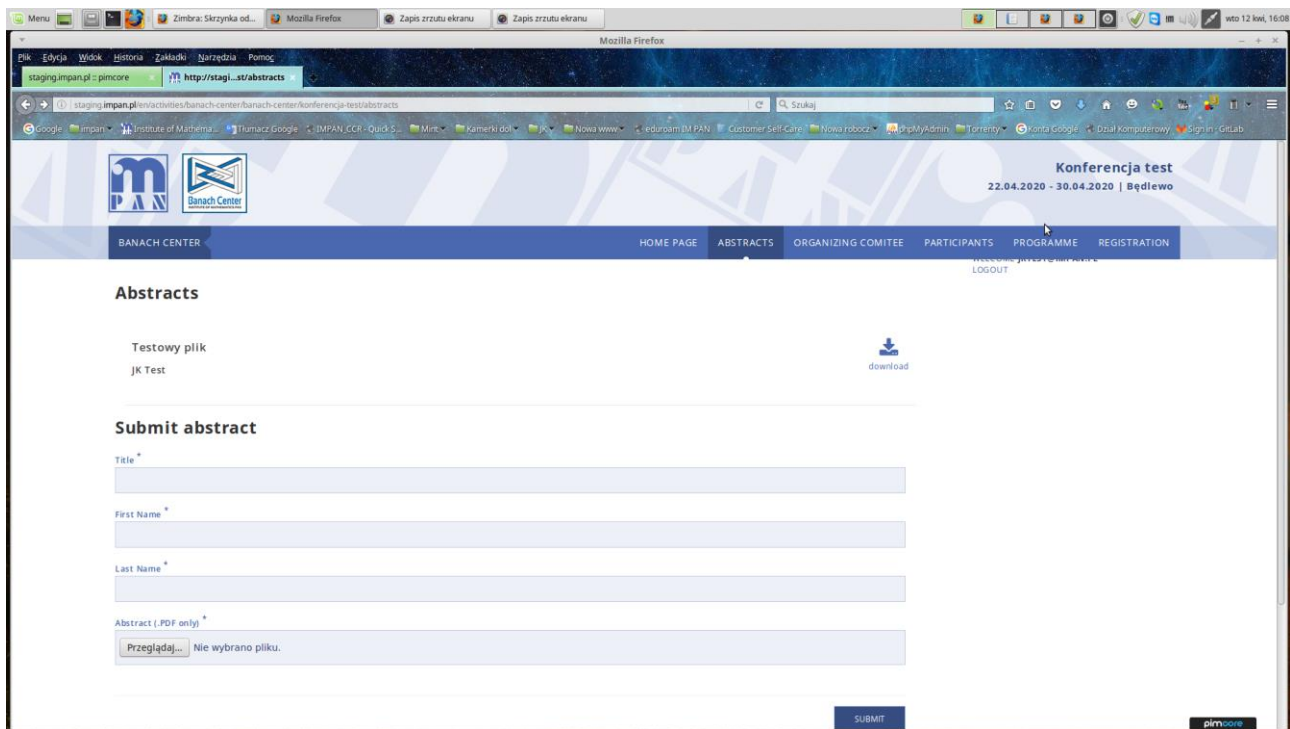 Menu Zimbra: Skrzynka od... Mozilla Firefox Zapis zrzutu ekranu Zapis zrzutu ekranu wto 12 kwi, 16:08
Mozilla Firefox
Plik Edycja Widok Historia Zakładki Narzędzia Pomoc
staging.impan.pl :: pimcore http://stagi...st/abstracts
staging.impan.pl/en/activities/banach-center/banach-center/konferencja-test/abstracts Szukaj
Google impan Institute of Mathema... Tłumacz Google IMPAN_CCR - Quick S... Mint Kamerki dol JK Nowa www eduroam IM PAN Customer Self-Care Nowa robocz phpMyAdmin Torrenty Konta Google Dział Komputerowy Sign in · GitLab
Konferencja test
22.04.2020 - 30.04.2020 | Będlewo
m
PAN
Banach Center
BANACH CENTER HOME PAGE ABSTRACTS ORGANIZING COMITEE PARTICIPANTS PROGRAMME REGISTRATION
LOGOUT
Abstracts
Testowy plik
JK Test
download
Submit abstract
Title *
First Name *
Last Name *
Abstract (.PDF only) *
Przeglądaj... Nie wybrano pliku.
SUBMIT
pimcore